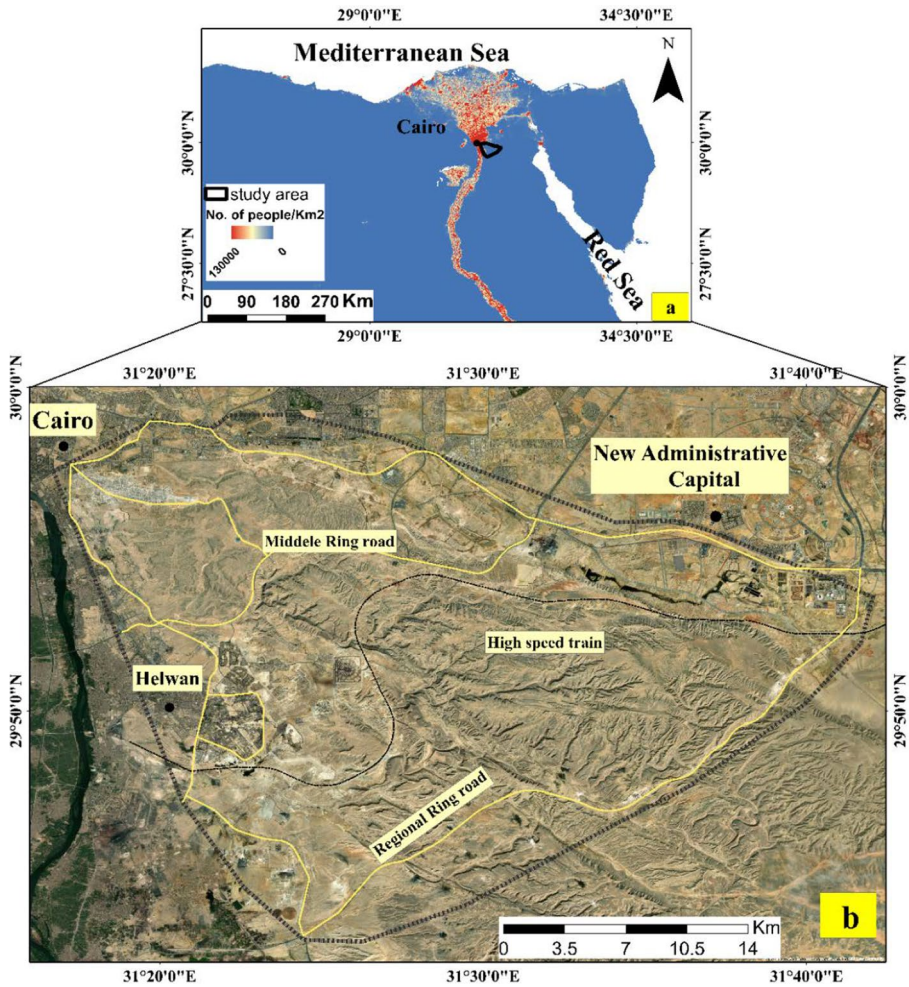 29°0'0"E 34°30'0"E
Mediterranean Sea
N
Cairo
30°0'0"N
30°0'0"N
study area
No. of people/Km2
130000
0
27°30'0"N
27°30'0"N
Red Sea
0 90 180 270 Km
a
29°0'0"E 34°30'0"E
31°20'0"E 31°30'0"E 31°40'0"E
30°0'0"N
30°0'0"N
Cairo
New Administrative
Capital
Middele Ring road
High speed train
Helwan
29°50'0"N
29°50'0"N
Regional Ring road
b
Km
0 3.5 7 10.5 14
31°20'0"E 31°30'0"E 31°40'0"E